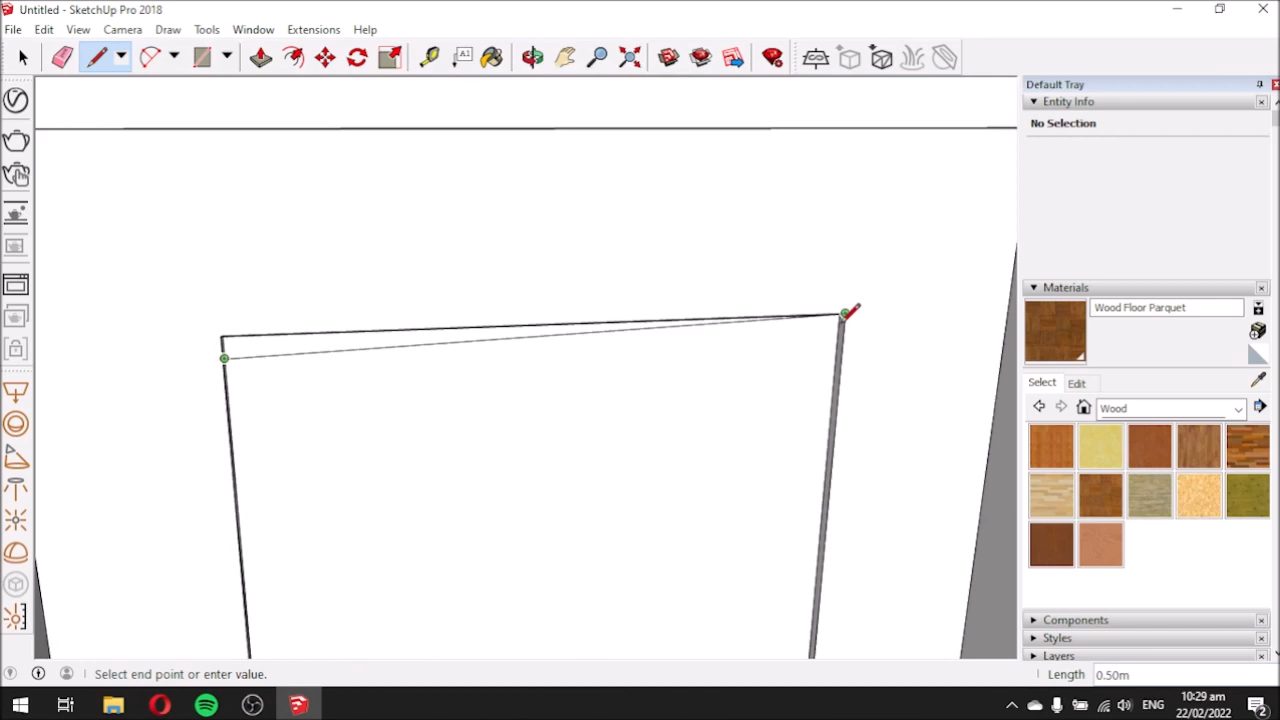 Untitled - SketchUp Pro 2018
File Edit View Camera Draw Tools Window Extensions Help
A1
Default Tray
Entity Info
No Selection
Materials
Wood Floor Parquet
Select Edit
Wood
Components
Styles
Layers
Select end point or enter value.
Length 0.50m
ENG
10:29 am
22/02/2022
2